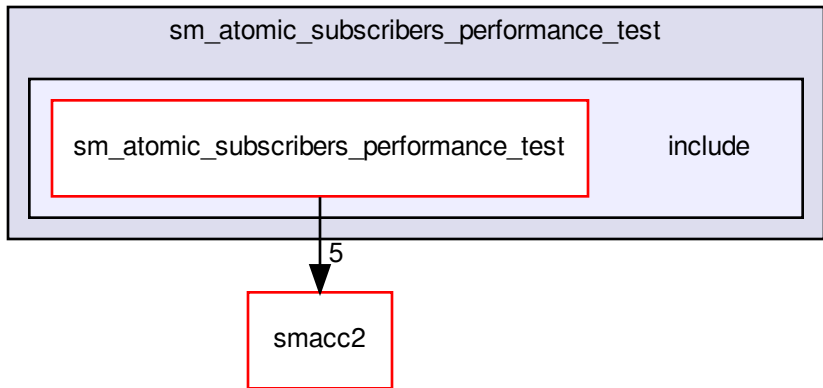 sm_atomic_subscribers_performance_test
sm_atomic_subscribers_performance_test
include
5
smacc2